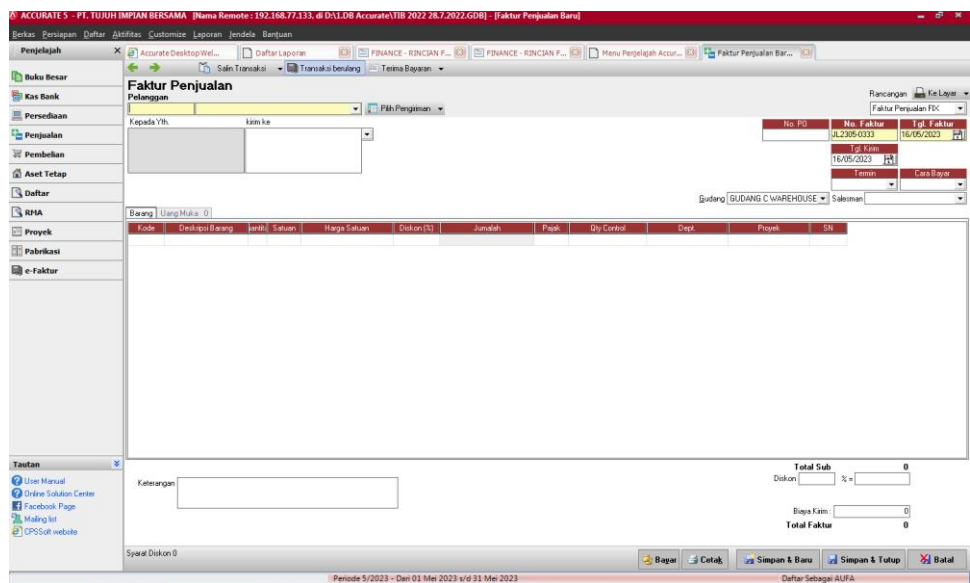 ACCURATE 5 - PT. TUJUH IMPIAN BERSAMA [Nama Remote : 192.168.77.133, di D:\1.DB Accurate\TIB 2022 28.7.2022.GDB] - [Faktur Penjualan Baru]
Berkas Persiapan Daftar Aktifitas Customize Laporan Jendela Bantuan
Penjelajah
Accurate Desktop Wel... Daftar Laporan FINANCE - RINCIAN F... FINANCE - RINCIAN F... Menu Penjelajah Accur... Faktur Penjualan Bar...
Salin Transaksi Transaksi berulang Terima Bayaran
Buku Besar
Kas Bank
Persediaan
Penjualan
Pembelian
Aset Tetap
Daftar
RMA
Proyek
Pabrikasi
e-Faktur
Faktur Penjualan
Pelanggan
Pilih Pengiriman
Rancangan Ke Layar
Faktur Penjualan FIX
Kepada Yth. kirim ke
No. PO No. Faktur Tgl. Faktur
JL2305-0333 16/05/2023
Tgl. Kirim
16/05/2023
Termin Cara Bayar
Gudang GUDANG C WAREHOUSE Salesman
Barang Uang Muka 0
Kode Deskripsi Barang uantiti Satuan Harga Satuan Diskon (%) Jumalah Pajak Qty Control Dept. Proyek SN
Tautan
User Manual
Online Solution Center
Facebook Page
Mailing list
CPSSoft website
Keterangan
Total Sub 0
Diskon % =
Biaya Kirim : 0
Total Faktur 0
Syarat Diskon 0
Bayar Cetak Simpan & Baru Simpan & Tutup Batal
Periode 5/2023 - Dari 01 Mei 2023 s/d 31 Mei 2023 Daftar Sebagai AUFA